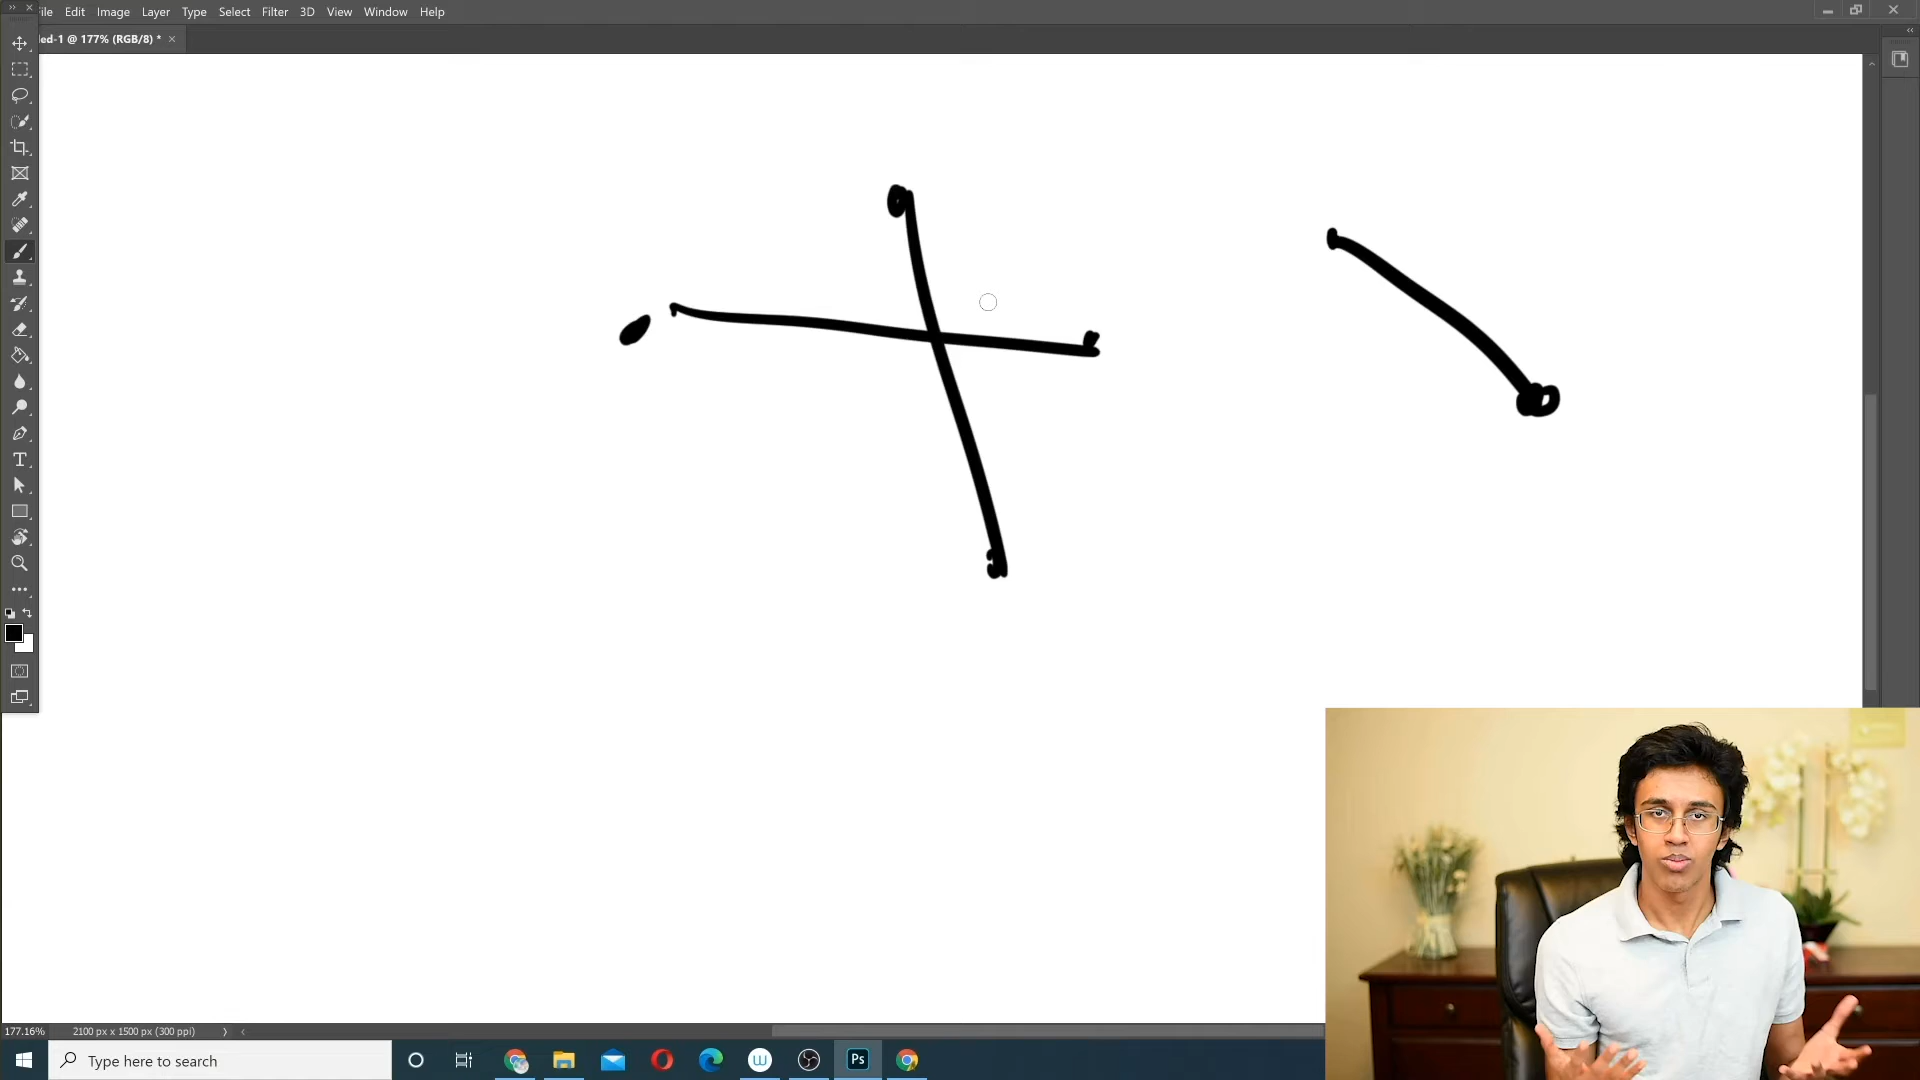 ile Edit Image Layer Type Select Filter 3D View Window Help
led-1 @ 177% (RGB/8) *
T
177.16% 2100 px x 1500 px (300 ppi)
Type here to search
W
Ps